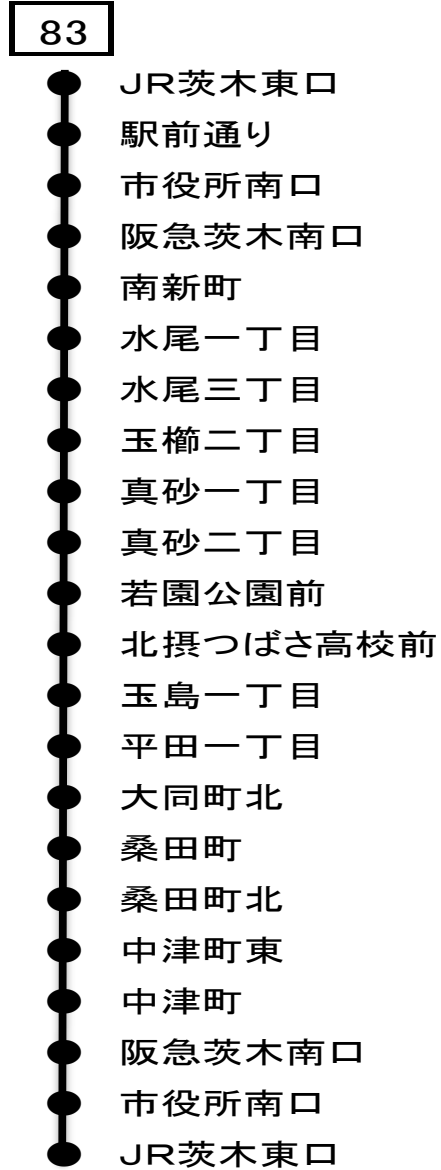 83
JR茨木東口
駅前通り
市役所南口
阪急茨木南口
南新町
水尾一丁目
水尾三丁目
玉櫛二丁目
真砂一丁目
真砂二丁目
若園公園前
北摂つばさ高校前
玉島一丁目
平田一丁目
大同町北
桑田町
桑田町北
中津町東
中津町
阪急茨木南口
市役所南口
JR茨木東口